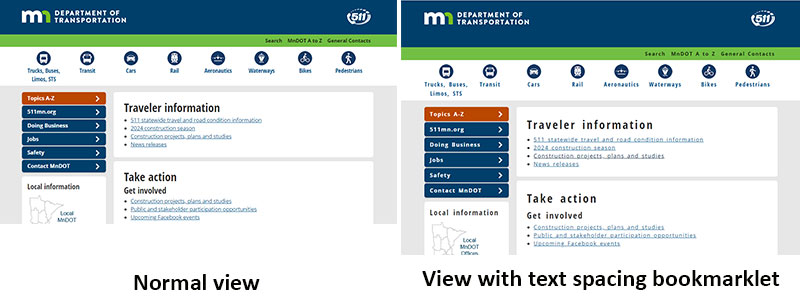 m DEPARTMENT OF
TRANSPORTATION
511
Search MnDOT A to Z General Contacts
Trucks, Buses,
Limos, STS
Transit
Cars
Rail
Aeronautics
Waterways
Bikes
Pedestrians
Topics A-Z
511mn.org
Doing Business
Jobs
Safety
Contact MnDOT
Local information
Local
MnDOT
Traveler information
511 statewide travel and road condition information
2024 construction season
Construction projects, plans and studies
News releases
Take action
Get involved
Construction projects, plans and studies
Public and stakeholder participation opportunities
Upcoming Facebook events
Normal view
m DEPARTMENT OF
TRANSPORTATION
511
Search MnDOT A to Z General Contacts
Trucks, Buses,
Limos, STS
Transit
Cars
Rail
Aeronautics
Waterways
Bikes
Pedestrians
Topics A-Z
511mn.org
Doing Business
Jobs
Safety
Contact MnDOT
Local information
Local
MnDOT
Offices
Traveler information
511 statewide travel and road condition information
2024 construction season
Construction projects, plans and studies
News releases
Take action
Get involved
Construction projects, plans and studies
Public and stakeholder participation opportunities
Upcoming Facebook events
View with text spacing bookmarklet